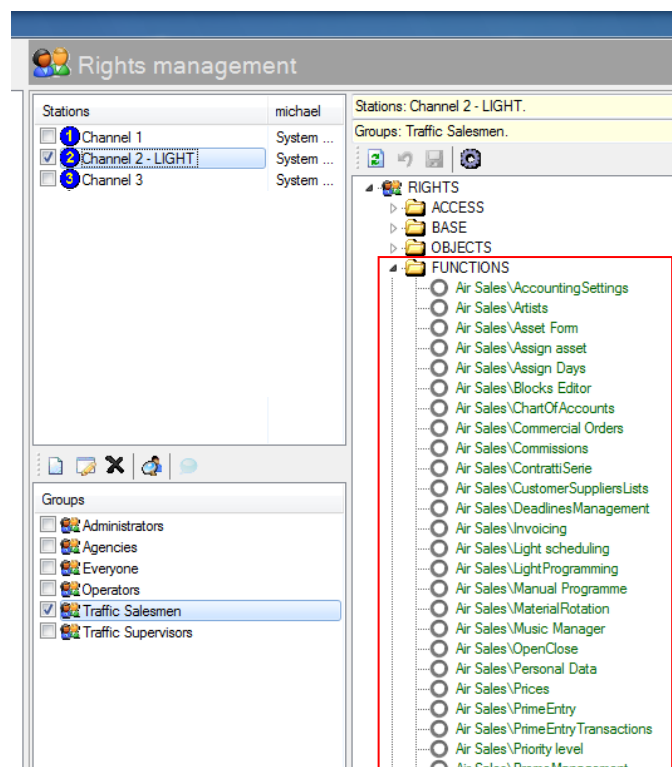 Rights management
Stations michael
1 Channel 1 System ...
2 Channel 2 - LIGHT System ...
3 Channel 3 System ...
Groups
Administrators
Agencies
Everyone
Operators
Traffic Salesmen
Traffic Supervisors
Stations: Channel 2 - LIGHT.
Groups: Traffic Salesmen.
RIGHTS
ACCESS
BASE
OBJECTS
FUNCTIONS
Air Sales\AccountingSettings
Air Sales\Artists
Air Sales\Asset Form
Air Sales\Assign asset
Air Sales\Assign Days
Air Sales\Blocks Editor
Air Sales\ChartOfAccounts
Air Sales\Commercial Orders
Air Sales\Commissions
Air Sales\ContrattiSerie
Air Sales\CustomerSuppliersLists
Air Sales\DeadlinesManagement
Air Sales\Invoicing
Air Sales\Light scheduling
Air Sales\LightProgramming
Air Sales\Manual Programme
Air Sales\MaterialRotation
Air Sales\Music Manager
Air Sales\OpenClose
Air Sales\Personal Data
Air Sales\Prices
Air Sales\PrimeEntry
Air Sales\PrimeEntryTransactions
Air Sales\Priority level